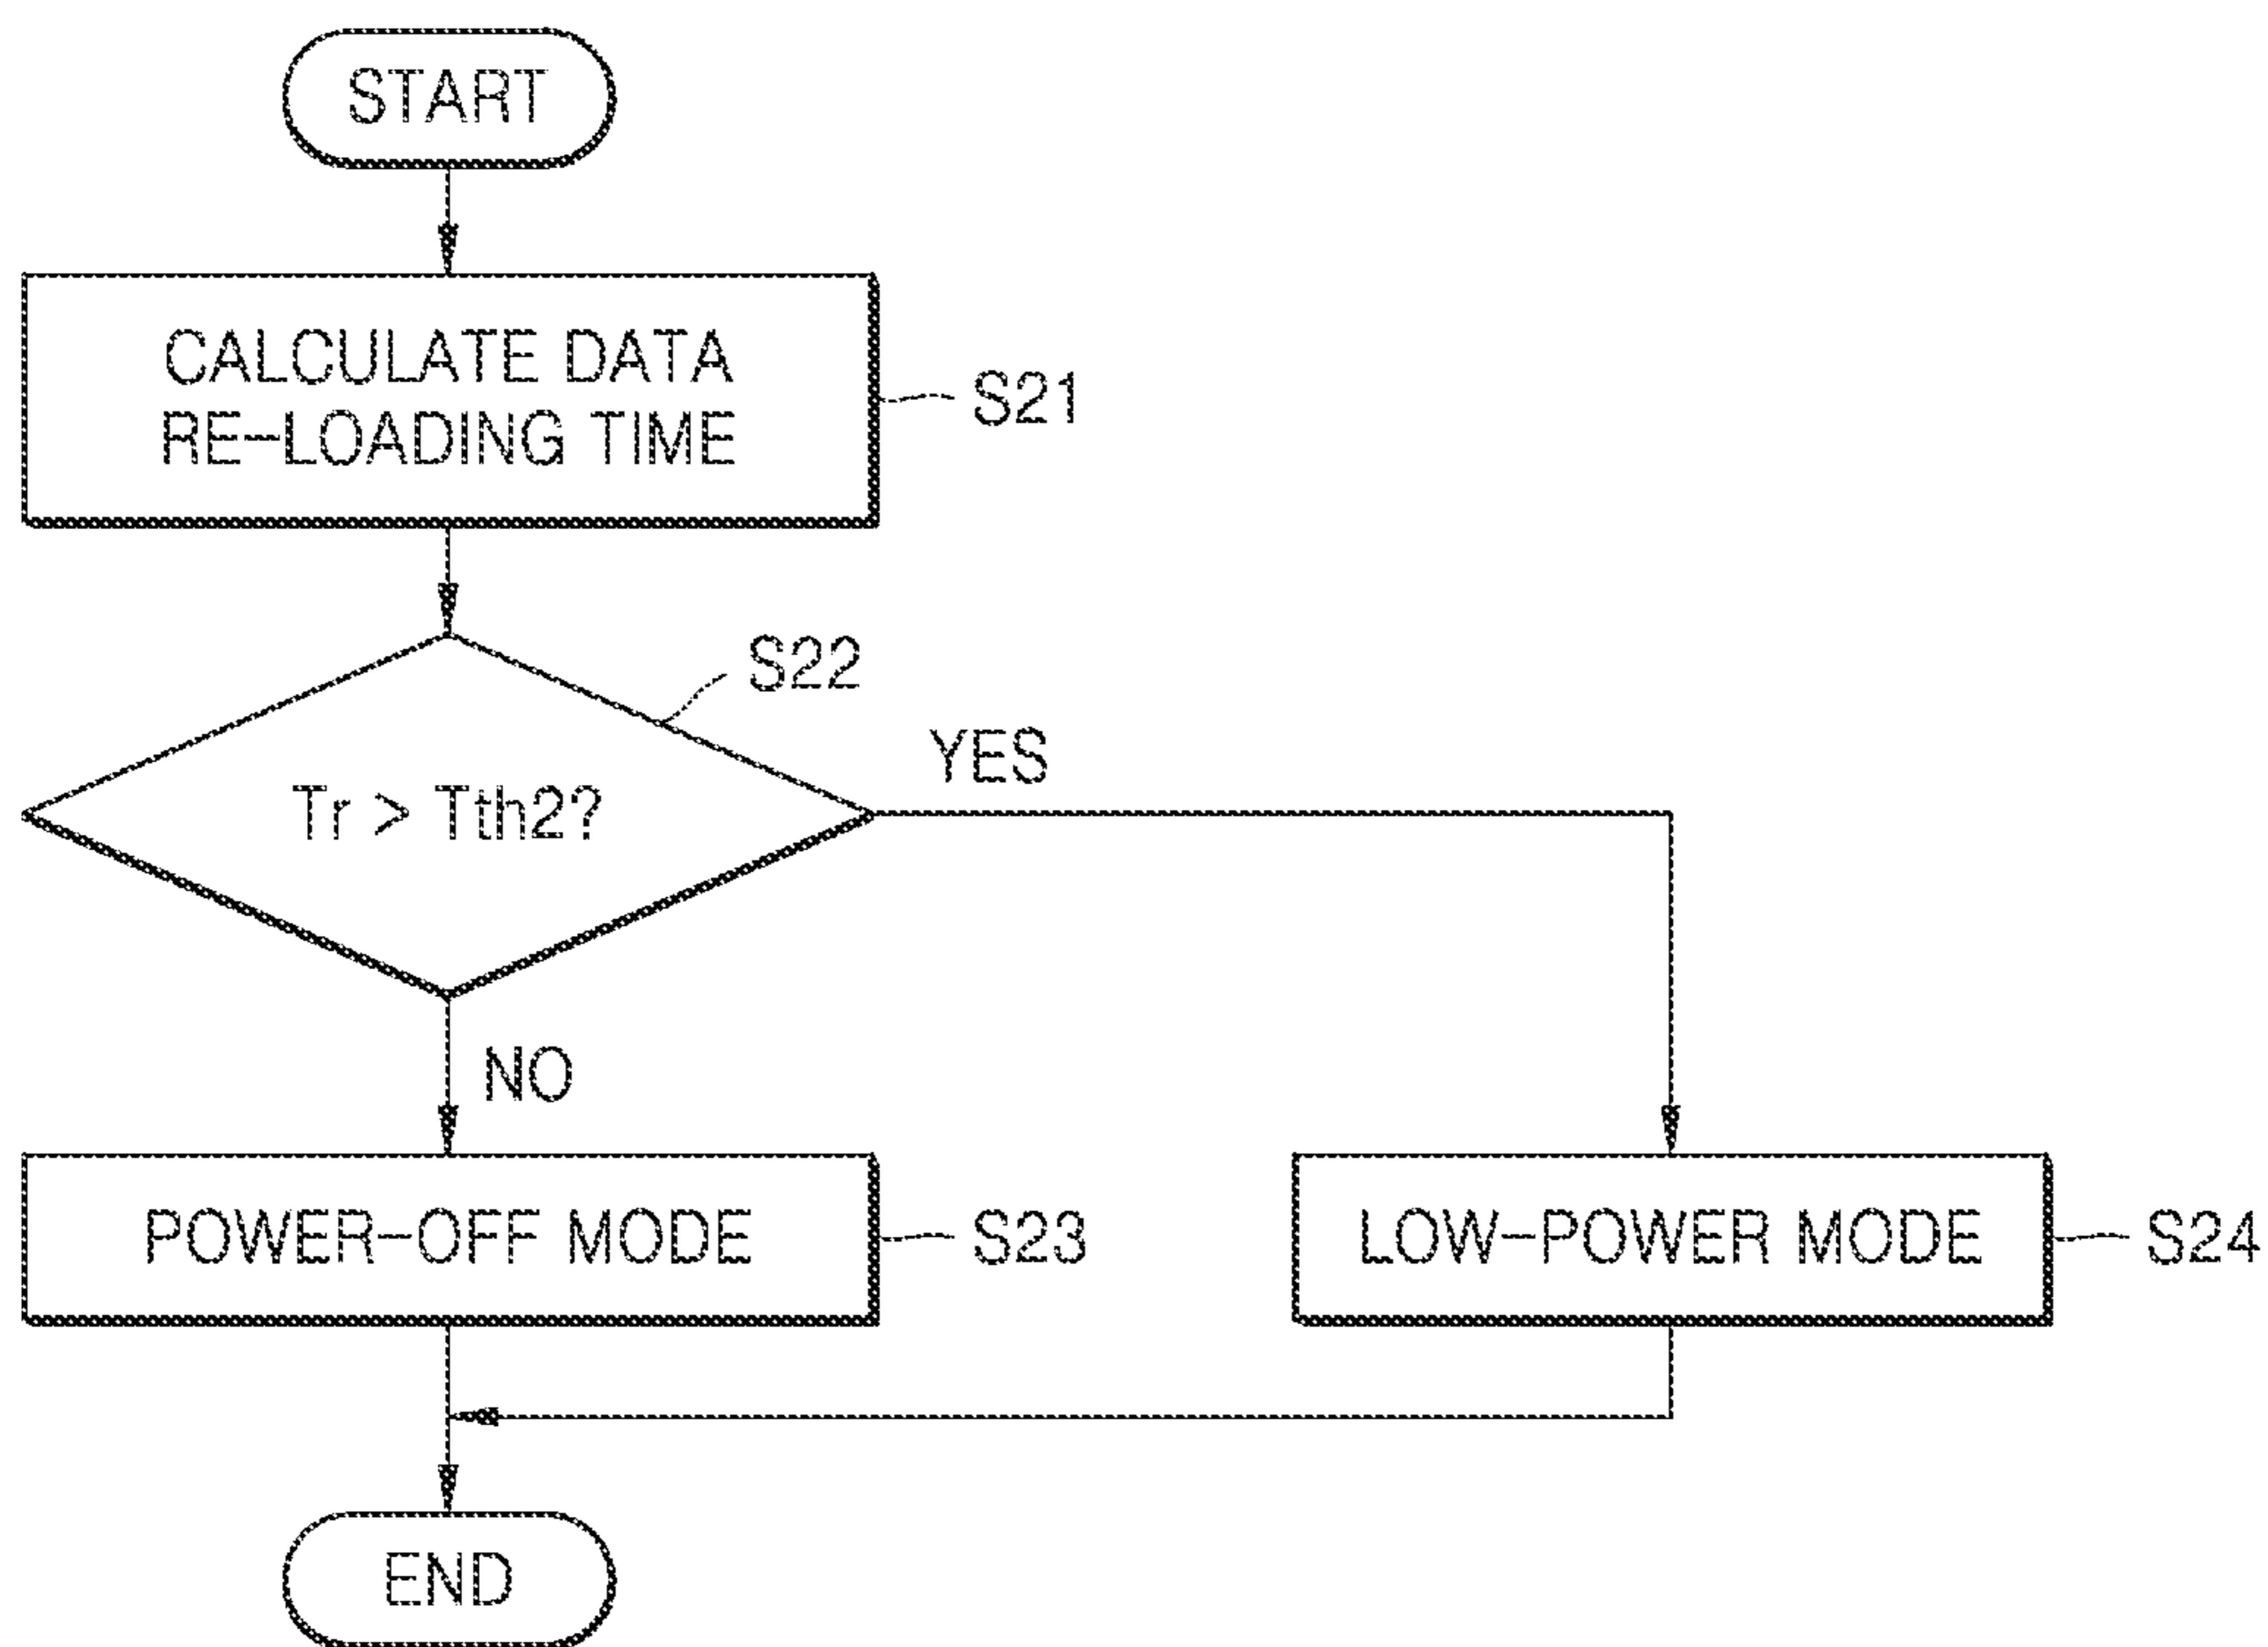 START
CALCULATE DATA
RE-LOADING TIME
S21
S22
Tr > Tth2?
YES
NO
POWER-OFF MODE
S23
LOW-POWER MODE
S24
END